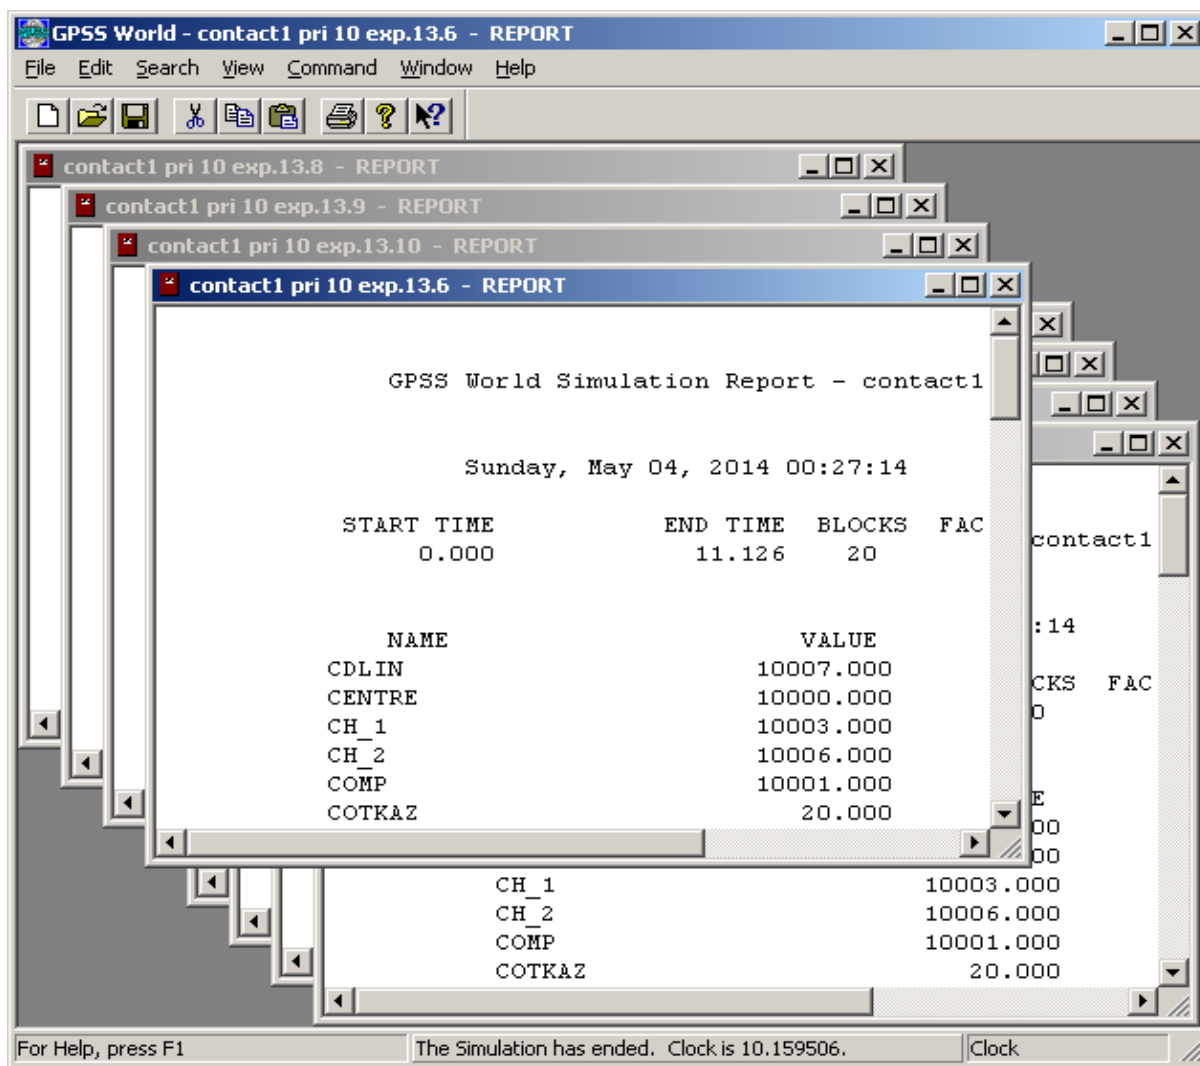 GPSS World - contact1 pri 10 exp.13.6 - REPORT
File Edit Search View Command Window Help
contact1 pri 10 exp.13.8 - REPORT
contact1 pri 10 exp.13.9 - REPORT
contact1 pri 10 exp.13.10 - REPORT
contact1 pri 10 exp.13.6 - REPORT
GPSS World Simulation Report - contact1
Sunday, May 04, 2014 00:27:14
START TIME END TIME BLOCKS FAC
0.000 11.126 20
NAME VALUE
CDLIN 10007.000
CENTRE 10000.000
CH_1 10003.000
CH_2 10006.000
COMP 10001.000
COTKAZ 20.000
contact1
:14
CKS FAC
0
E
00
00
CH_1 10003.000
CH_2 10006.000
COMP 10001.000
COTKAZ 20.000
For Help, press F1 The Simulation has ended. Clock is 10.159506. Clock